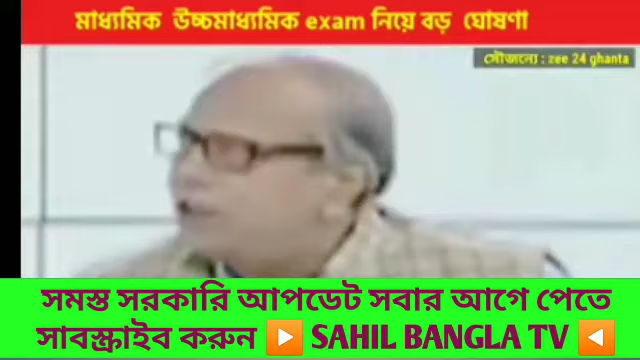 মাধ্যমিক উচ্চমাধ্যমিক exam নিয়ে বড় ঘোষণা
সৌজন্যে : zee 24 ghanta
সমস্ত সরকারি আপডেট সবার আগে পেতে
সাবস্ক্রাইব করুন ▶ SAHIL BANGLA TV ◀